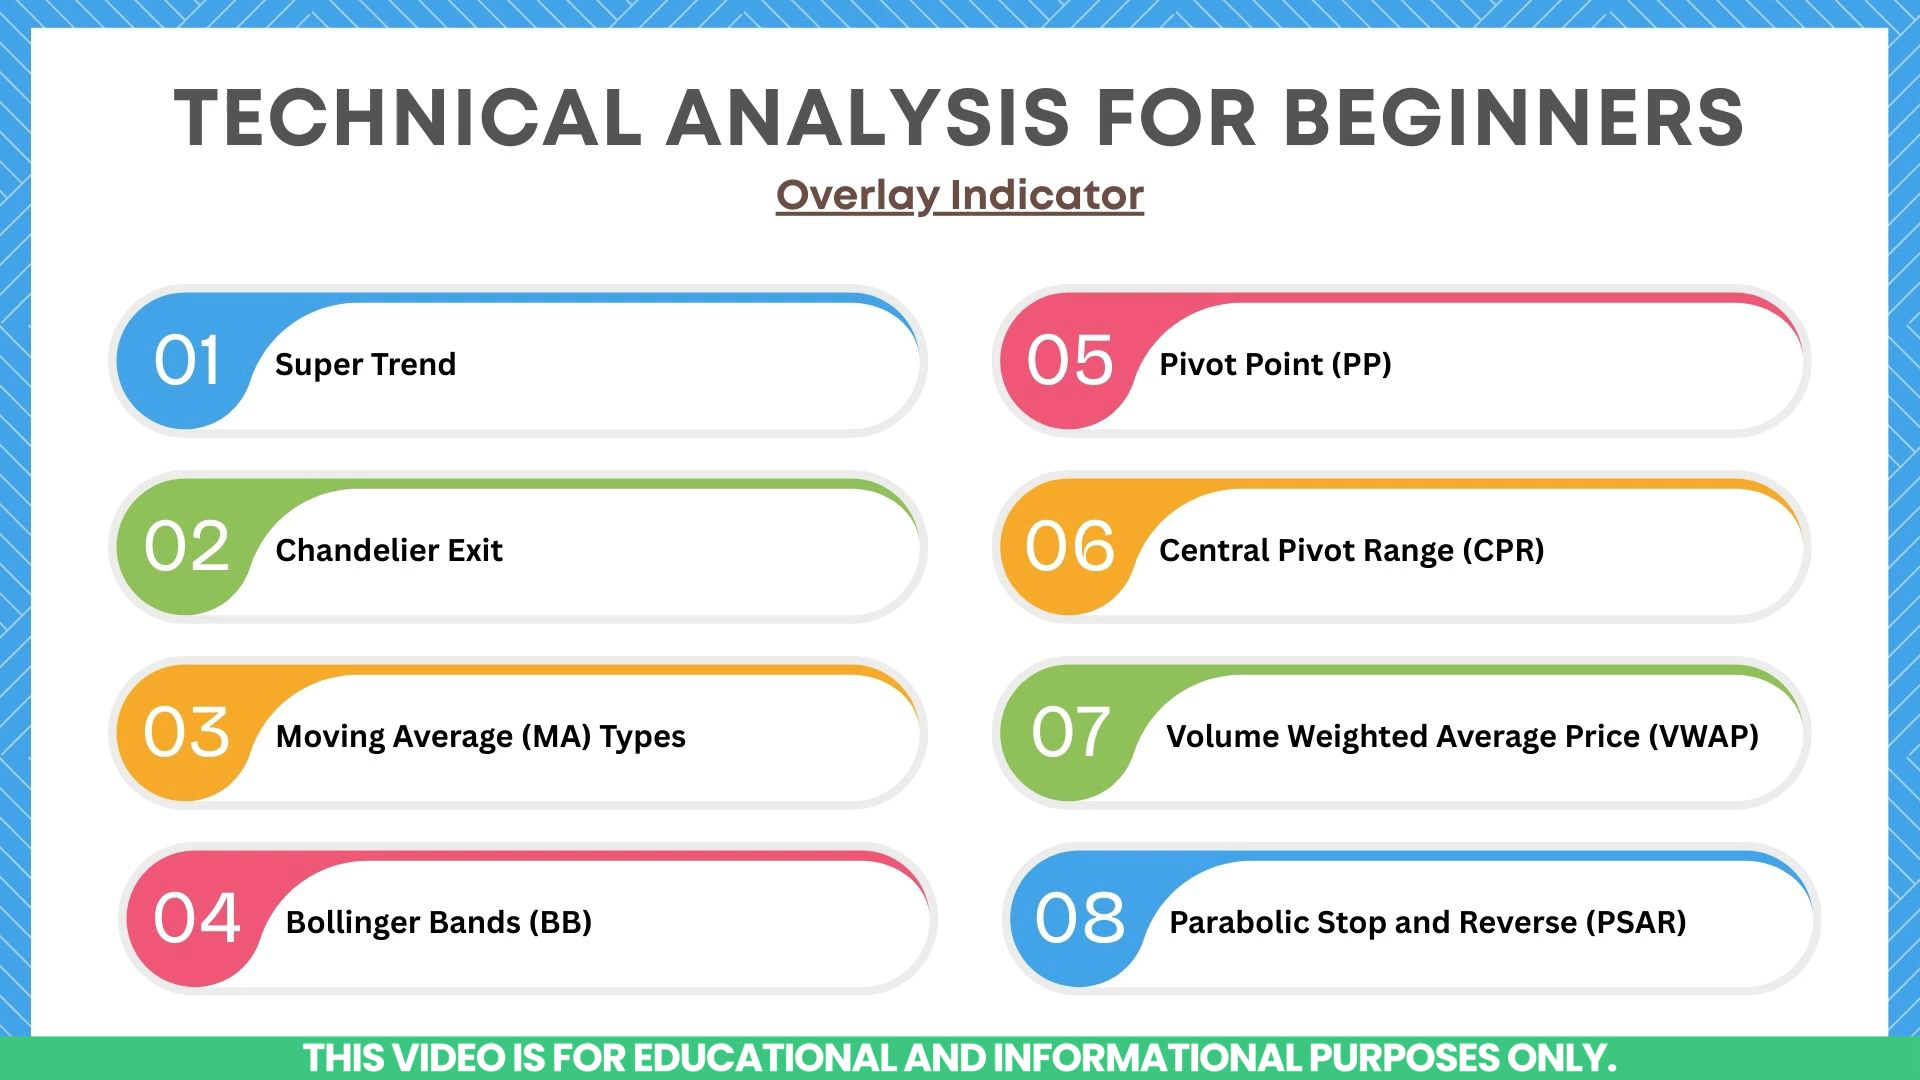 TECHNICAL ANALYSIS FOR BEGINNERS
Overlay Indicator
01
Super Trend
02
Chandelier Exit
03
Moving Average (MA) Types
04
Bollinger Bands (BB)
05
Pivot Point (PP)
06
Central Pivot Range (CPR)
07
Volume Weighted Average Price (VWAP)
08
Parabolic Stop and Reverse (PSAR)
THIS VIDEO IS FOR EDUCATIONAL AND INFORMATIONAL PURPOSES ONLY.